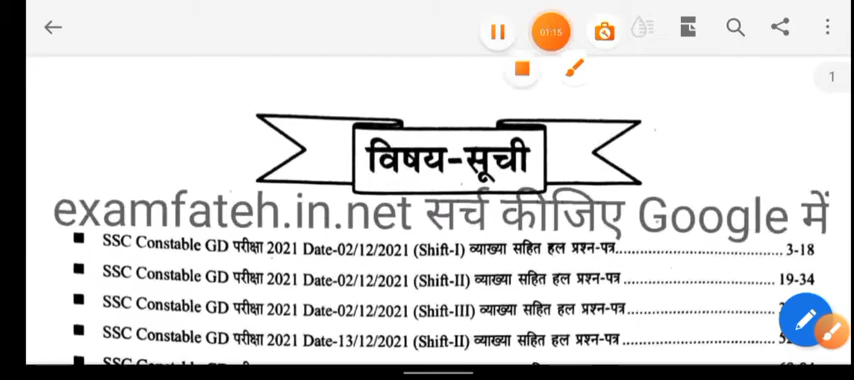 01:15
1
विषय-सूची
examfateh.in.net सर्च कीजिए Google में
SSC Constable GD परीक्षा 2021 Date-02/12/2021 (Shift-I) व्याख्या सहित हल प्रश्न-पत्र 3-18
SSC Constable GD परीक्षा 2021 Date-02/12/2021 (Shift-II) व्याख्या सहित हल प्रश्न-पत्र 19-34
SSC Constable GD परीक्षा 2021 Date-02/12/2021 (Shift-III) व्याख्या सहित हल प्रश्न-पत्र
SSC Constable GD परीक्षा 2021 Date-13/12/2021 (Shift-II) व्याख्या सहित हल प्रश्न-पत्र
SSC